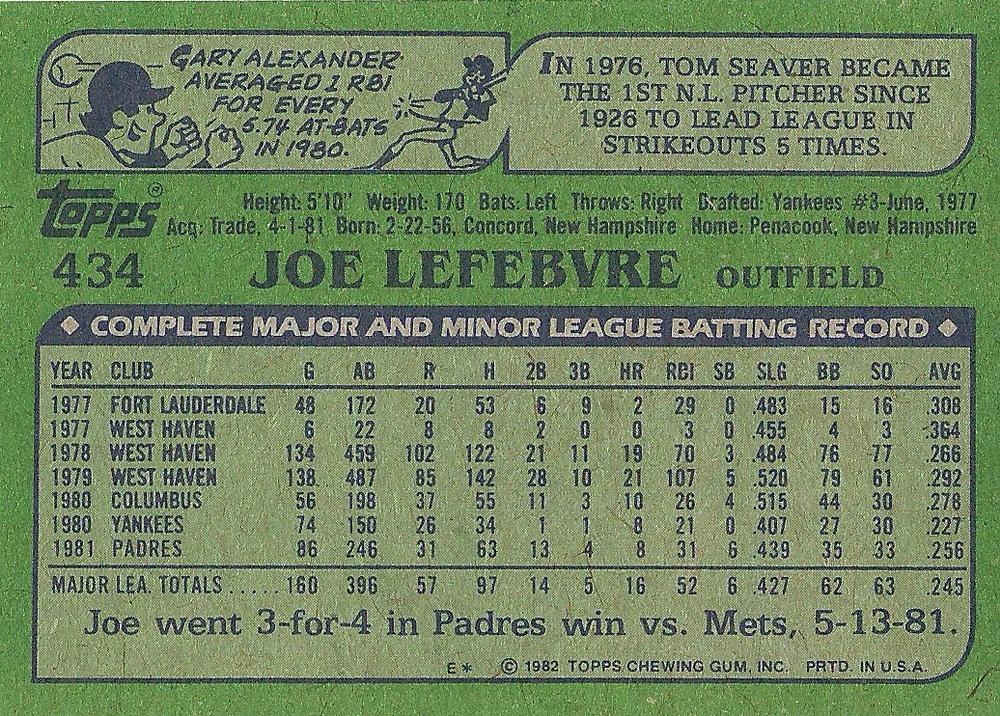 GARY ALEXANDER
AVERAGED 1 RBI
FOR EVERY
5.74 AT-BATS
IN 1980.
IN 1976, TOM SEAVER BECAME
THE 1ST N.L. PITCHER SINCE
1926 TO LEAD LEAGUE IN
STRIKEOUTS 5 TIMES.
TOPPS®
Height: 5'10" Weight: 170 Bats: Left Throws: Right Drafted: Yankees #3-June, 1977
Acq: Trade, 4-1-81 Born: 2-22-56, Concord, New Hampshire Home: Penacook, New Hampshire
434 JOE LEFEBVRE OUTFIELD
COMPLETE MAJOR AND MINOR LEAGUE BATTING RECORD
YEAR CLUB G AB R H 2B 3B HR RBI SB SLG BB SO AVG
1977 FORT LAUDERDALE 48 172 20 53 6 9 2 29 0 .483 15 16 .308
1977 WEST HAVEN 6 22 8 8 2 0 0 3 0 .455 4 3 .364
1978 WEST HAVEN 134 459 102 122 21 11 19 70 3 .484 76 77 .266
1979 WEST HAVEN 138 487 85 142 28 10 21 107 5 .520 79 61 .292
1980 COLUMBUS 56 198 37 55 11 3 10 26 4 .515 44 30 .278
1980 YANKEES 74 150 26 34 1 1 8 21 0 .407 27 30 .227
1981 PADRES 86 246 31 63 13 4 8 31 6 .439 35 33 .256
MAJOR LEA. TOTALS ..... 160 396 57 97 14 5 16 52 6 .427 62 63 .245
Joe went 3-for-4 in Padres win vs. Mets, 5-13-81.
E* © 1982 TOPPS CHEWING GUM, INC. PRTD. IN U.S.A.